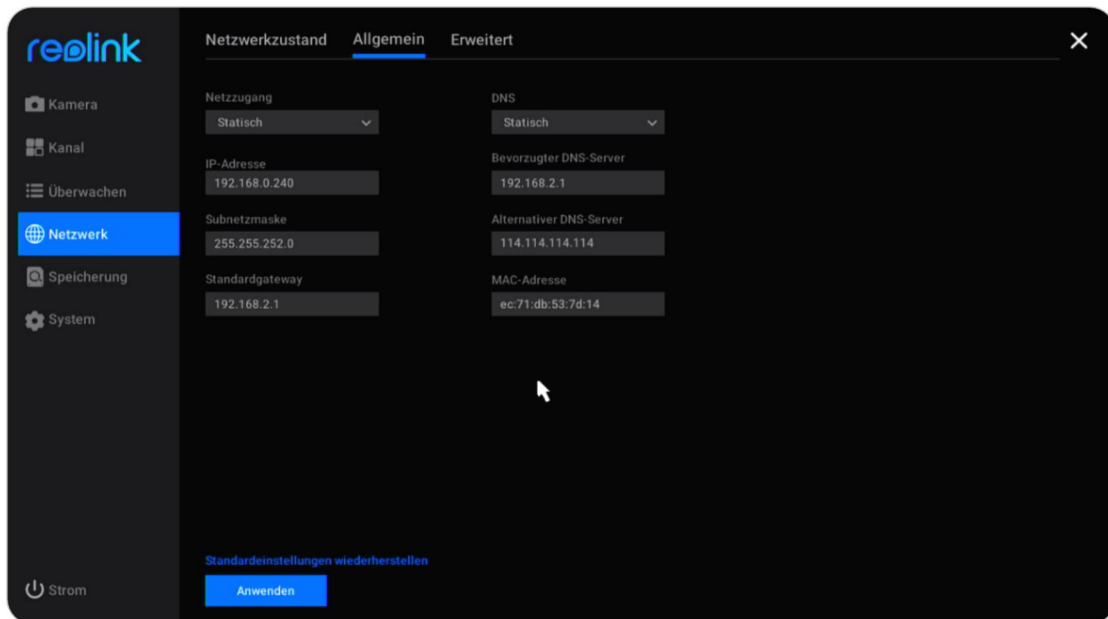 reolink
Netzwerkzustand Allgemein Erweitert
Kamera
Kanal
Überwachen
Netzwerk
Speicherung
System
Strom
Netzzugang
Statisch
IP-Adresse
192.168.0.240
Subnetzmaske
255.255.252.0
Standardgateway
192.168.2.1
DNS
Statisch
Bevorzugter DNS-Server
192.168.2.1
Alternativer DNS-Server
114.114.114.114
MAC-Adresse
ec:71:db:53:7d:14
Standardeinstellungen wiederherstellen
Anwenden